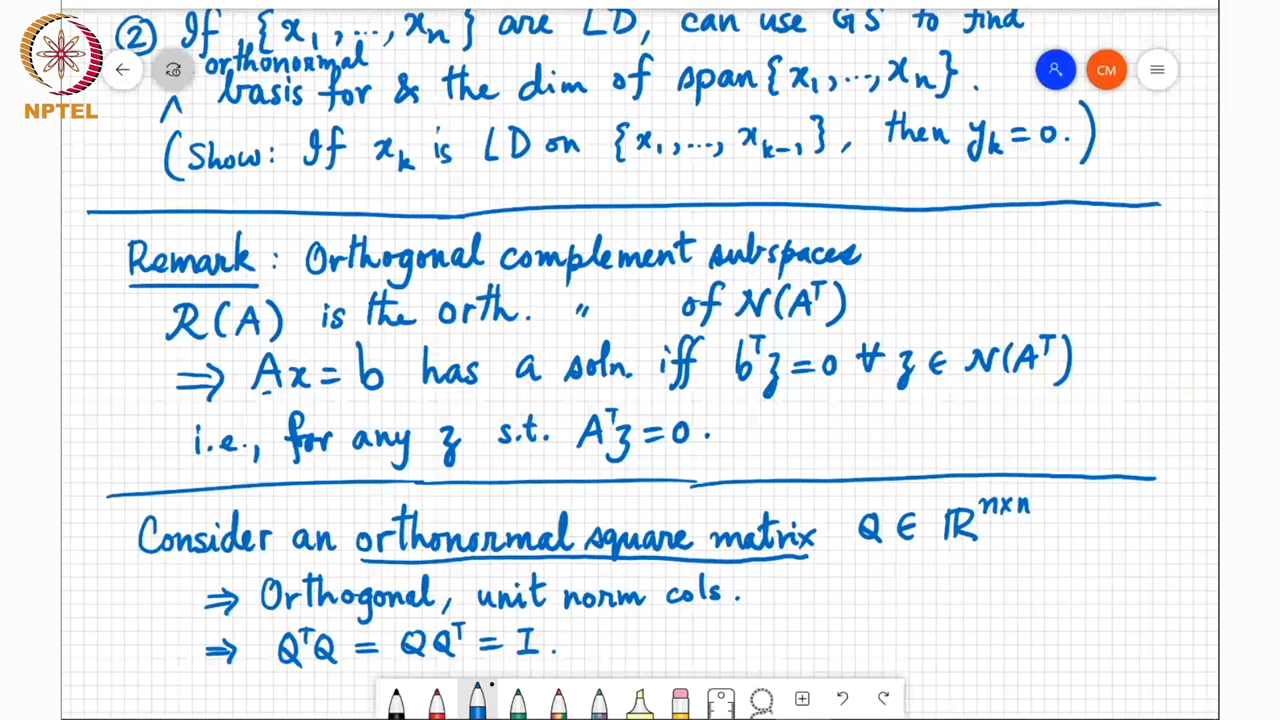 ② If {x₁,...,xₙ} are LD, can use GS to find
orthonormal
^ basis for & the dim of span{x₁,..,xₙ}.
(Show: If xₖ is LD on {x₁,...,xₖ₋₁}, then yₖ=0.)
Remark: Orthogonal complement subspaces
R(A) is the orth. " of N(Aᵀ)
⇒ Ax = b has a soln. iff bᵀz = 0 ∀ z ∈ N(Aᵀ)
i.e., for any z s.t. Aᵀz = 0.
Consider an orthonormal square matrix Q ∈ ℝⁿˣⁿ
⇒ Orthogonal, unit norm cols.
⇒ QᵀQ = QQᵀ = I.
NPTEL
CM